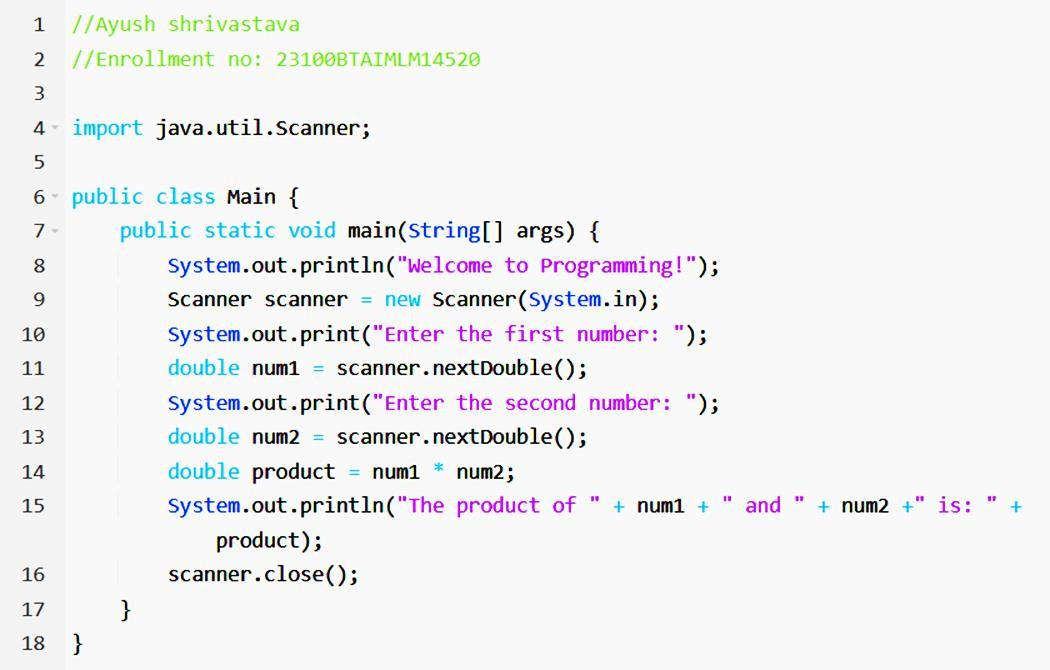 1 //Ayush shrivastava
2 //Enrollment no: 23100BTAIMLM14520
3
4 import java.util.Scanner;
5
6 public class Main {
7     public static void main(String[] args) {
8         System.out.println("Welcome to Programming!");
9         Scanner scanner = new Scanner(System.in);
10         System.out.print("Enter the first number: ");
11         double num1 = scanner.nextDouble();
12         System.out.print("Enter the second number: ");
13         double num2 = scanner.nextDouble();
14         double product = num1 * num2;
15         System.out.println("The product of " + num1 + " and " + num2 +" is: " +
            product);
16         scanner.close();
17     }
18 }